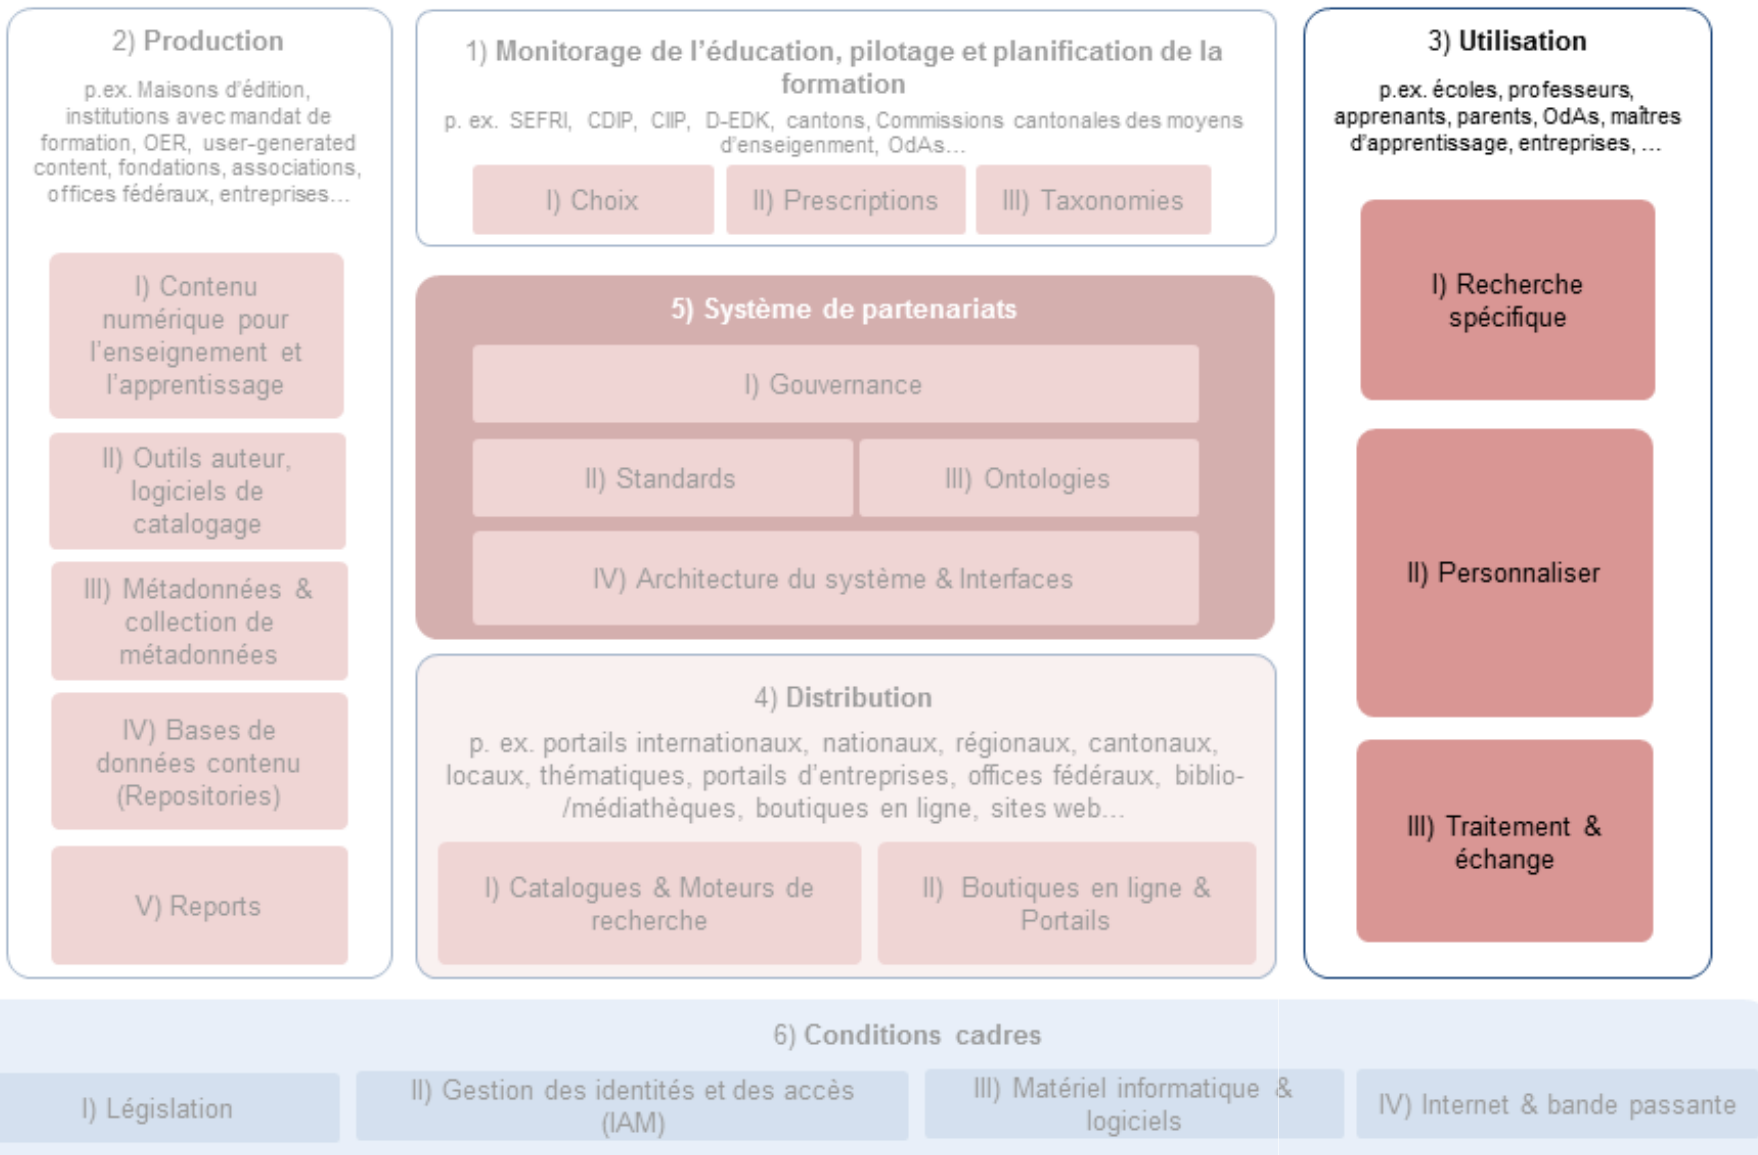 2) Production
p.ex. Maisons d'édition,
institutions avec mandat de
formation, OER, user-generated
content, fondations, associations,
offices fédéraux, entreprises...
I) Contenu
numérique pour
l'enseignement et
l'apprentissage
II) Outils auteur,
logiciels de
catalogage
III) Métadonnées &
collection de
métadonnées
IV) Bases de
données contenu
(Repositories)
V) Reports
1) Monitorage de l'éducation, pilotage et planification de la
formation
p. ex. SEFRI, CDIP, CIIP, D-EDK, cantons, Commissions cantonales des moyens
d'enseigenment, OdAs...
I) Choix
II) Prescriptions
III) Taxonomies
5) Système de partenariats
I) Gouvernance
II) Standards
III) Ontologies
IV) Architecture du système & Interfaces
4) Distribution
p. ex. portails internationaux, nationaux, régionaux, cantonaux,
locaux, thématiques, portails d'entreprises, offices fédéraux, biblio-
/médiathèques, boutiques en ligne, sites web...
I) Catalogues & Moteurs de
recherche
II) Boutiques en ligne &
Portails
3) Utilisation
p.ex. écoles, professeurs,
apprenants, parents, OdAs, maîtres
d'apprentissage, entreprises, ...
I) Recherche
spécifique
II) Personnaliser
III) Traitement &
échange
6) Conditions cadres
I) Législation
II) Gestion des identités et des accès
(IAM)
III) Matériel informatique &
logiciels
IV) Internet & bande passante